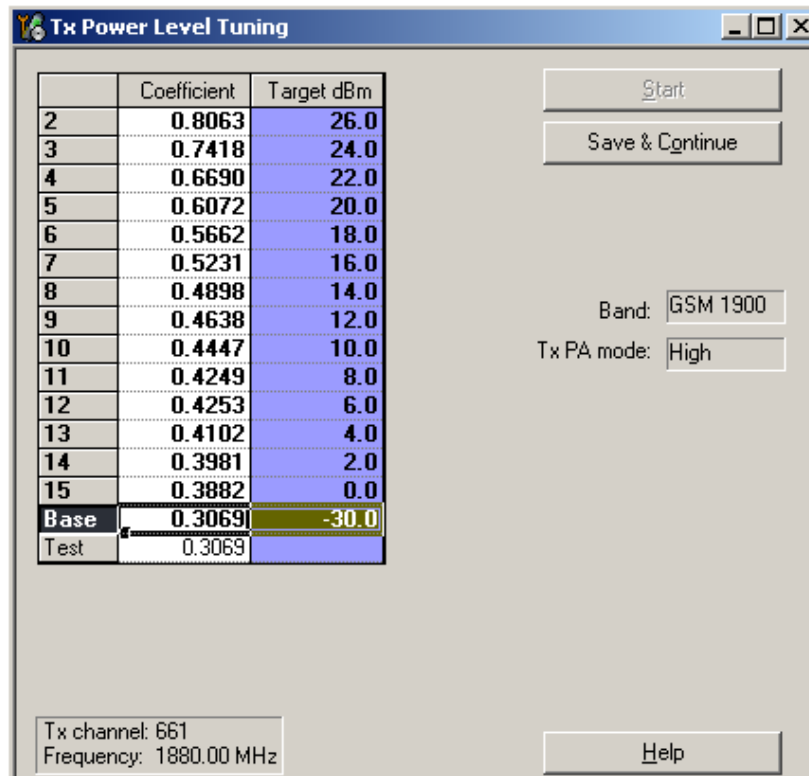 Tx Power Level Tuning
Coefficient Target dBm
2 0.8063 26.0
3 0.7418 24.0
4 0.6690 22.0
5 0.6072 20.0
6 0.5662 18.0
7 0.5231 16.0
8 0.4898 14.0
9 0.4638 12.0
10 0.4447 10.0
11 0.4249 8.0
12 0.4253 6.0
13 0.4102 4.0
14 0.3981 2.0
15 0.3882 0.0
Base 0.3069 -30.0
Test 0.3069
Start
Save & Continue
Band: GSM 1900
Tx PA mode: High
Tx channel: 661
Frequency: 1880.00 MHz
Help